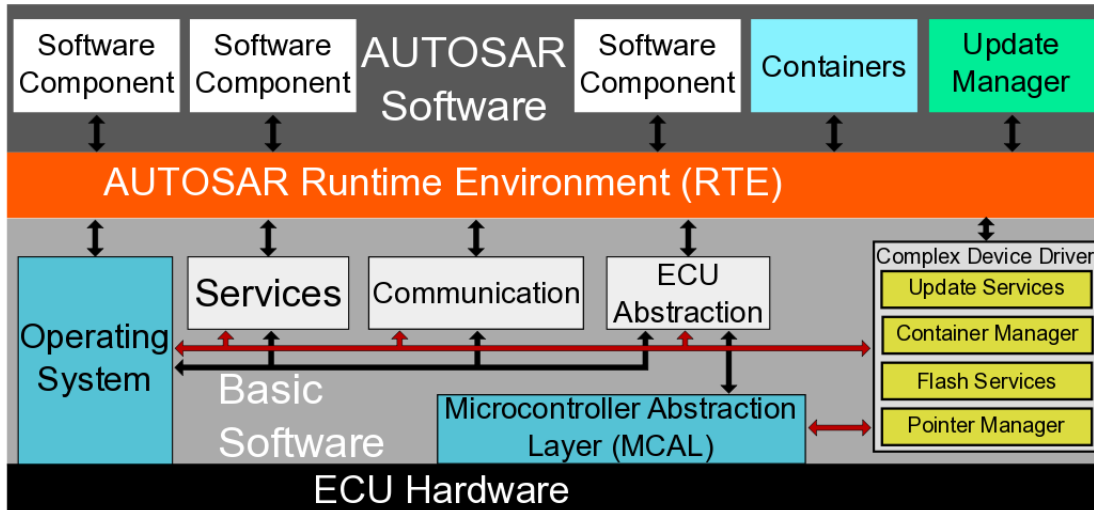 Software
Component
Software
Component
AUTOSAR
Software
Software
Component
Containers
Update
Manager
AUTOSAR Runtime Environment (RTE)
Operating
System
Services
Communication
ECU
Abstraction
Complex Device Driver
Update Services
Container Manager
Flash Services
Pointer Manager
Basic
Software
Microcontroller Abstraction
Layer (MCAL)
ECU Hardware